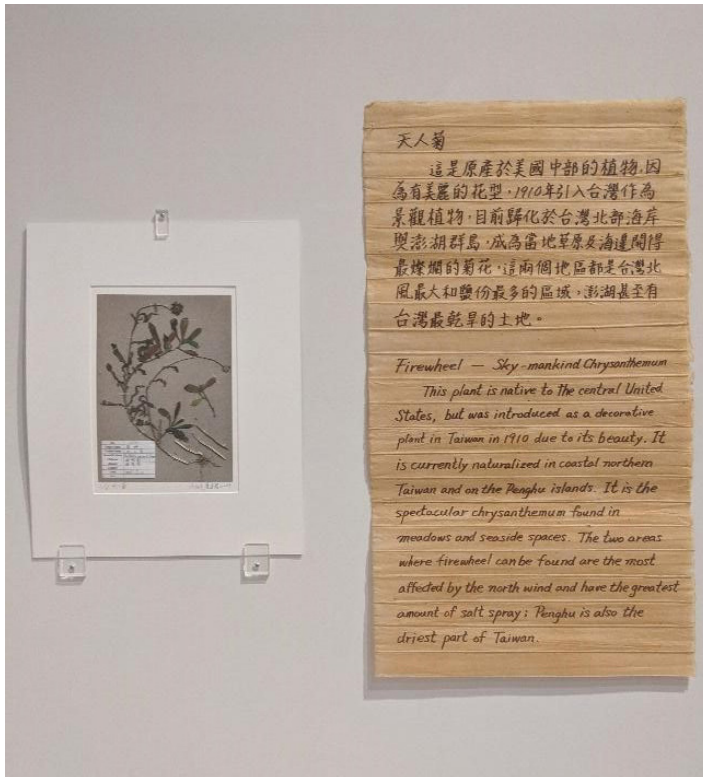 天人菊
這是原產於美國中部的植物,因
為有美麗的花型,1910年引入台灣作為
景觀植物,目前歸化於台灣北部海岸
與澎湖群島,成為當地草原及海邊開得
最燦爛的菊花,這兩個地區都是台灣北
風最大和鹽份最多的區域,澎湖甚至有
台灣最乾旱的土地。
Firewheel — Sky-mankind Chrysanthemum
This plant is native to the central United
States, but was introduced as a decorative
plant in Taiwan in 1910 due to its beauty. It
is currently naturalized in coastal northern
Taiwan and on the Penghu islands. It is the
spectacular chrysanthemum found in
meadows and seaside spaces. The two areas
where firewheel can be found are the most
affected by the north wind and have the greatest
amount of salt spray; Penghu is also the
driest part of Taiwan.